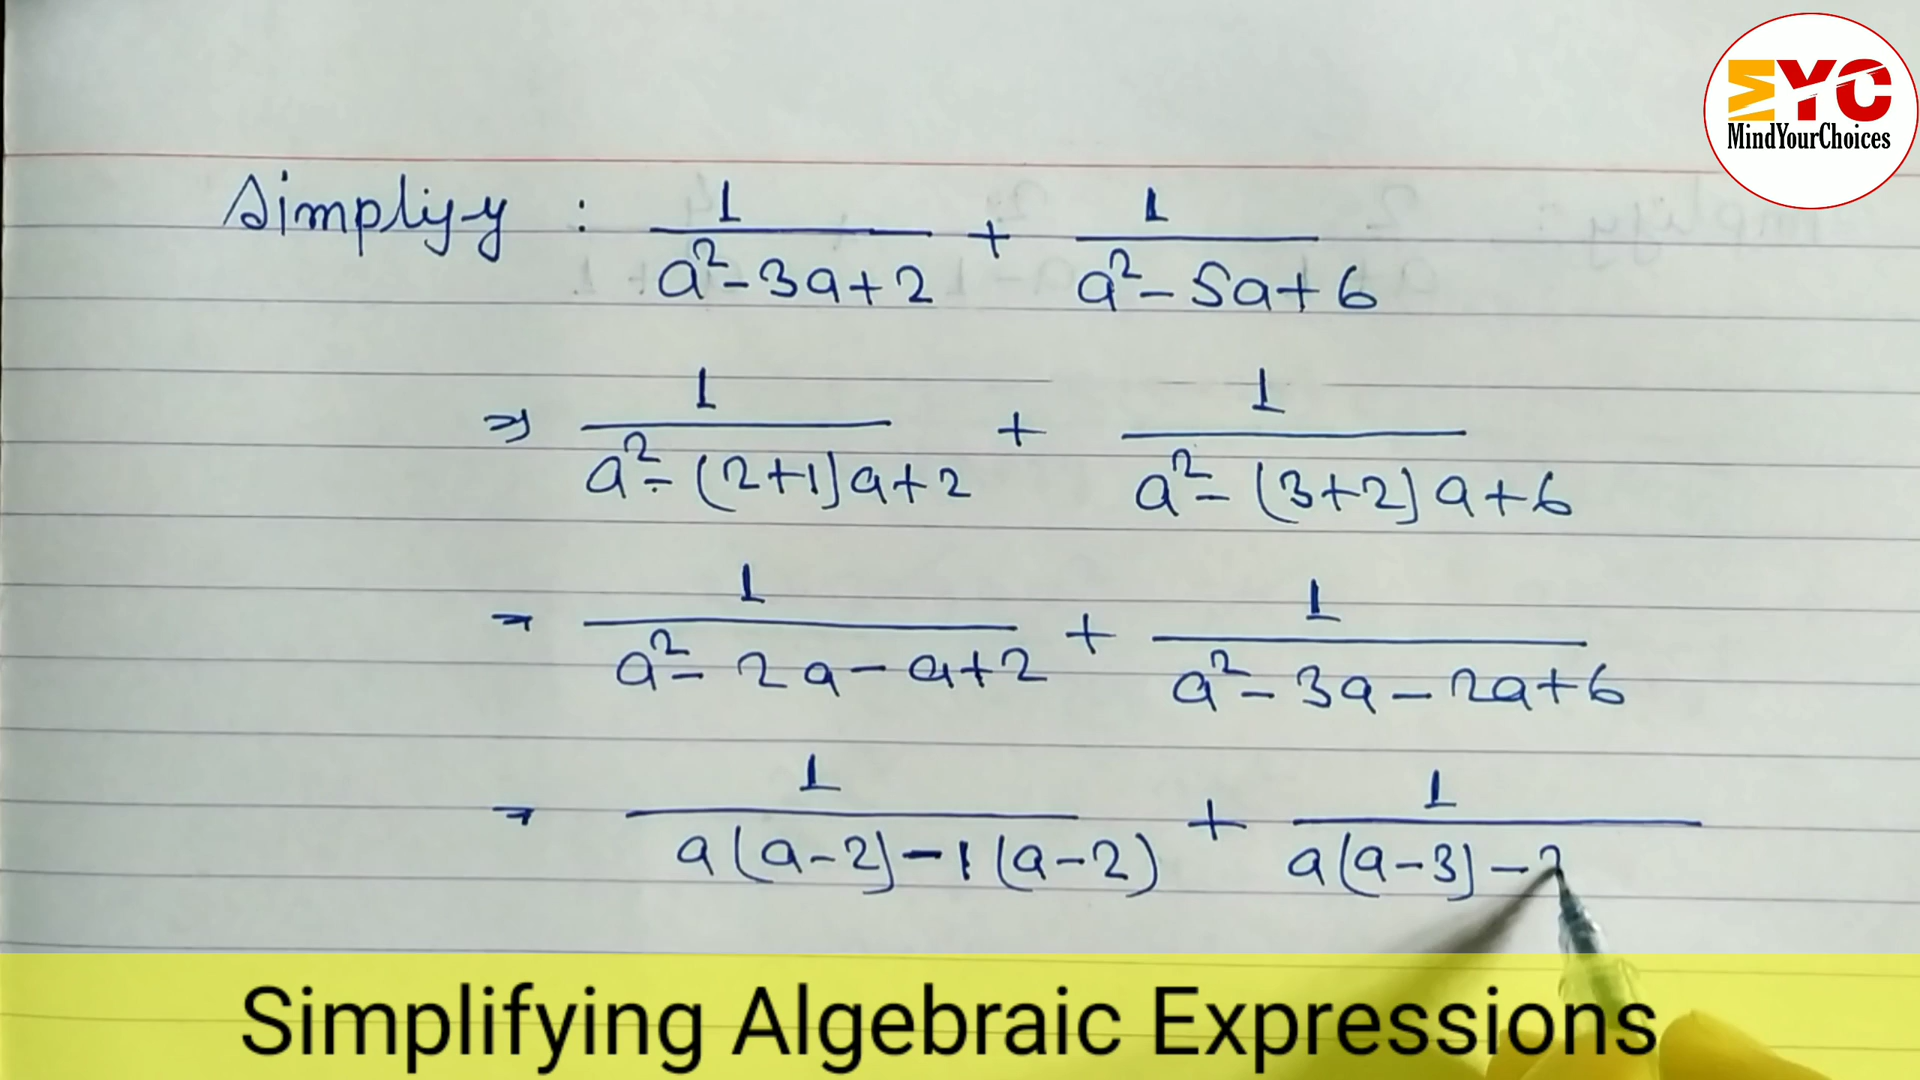 MYC
MindYourChoices
Simplify : 1/(a²-3a+2) + 1/(a²-5a+6)
⇒ 1/(a²-(2+1)a+2) + 1/(a²-(3+2)a+6)
⇒ 1/(a²-2a-a+2) + 1/(a²-3a-2a+6)
⇒ 1/(a(a-2)-1(a-2)) + 1/(a(a-3)-2
Simplifying Algebraic Expressions